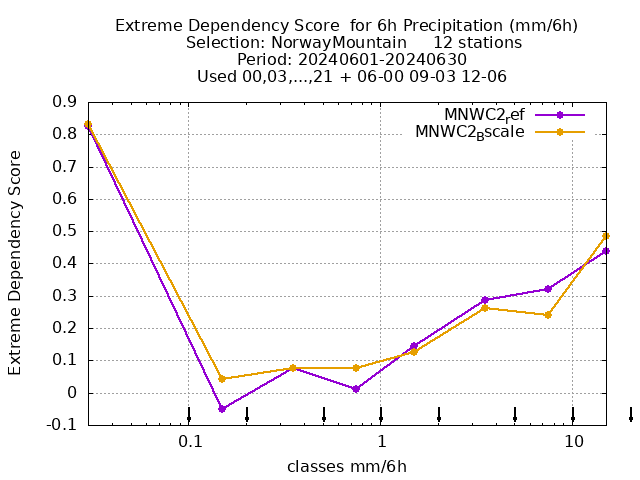 Extreme Dependency Score  for 6h Precipitation (mm/6h)
Selection: NorwayMountain     12 stations
Period: 20240601-20240630
Used 00,03,...,21 + 06-00 09-03 12-06
MNWC2ref
MNWC2Bscale
0.9
0.8
0.7
0.6
0.5
0.4
0.3
0.2
0.1
0
-0.1
Extreme Dependency Score
0.1 1 10
classes mm/6h